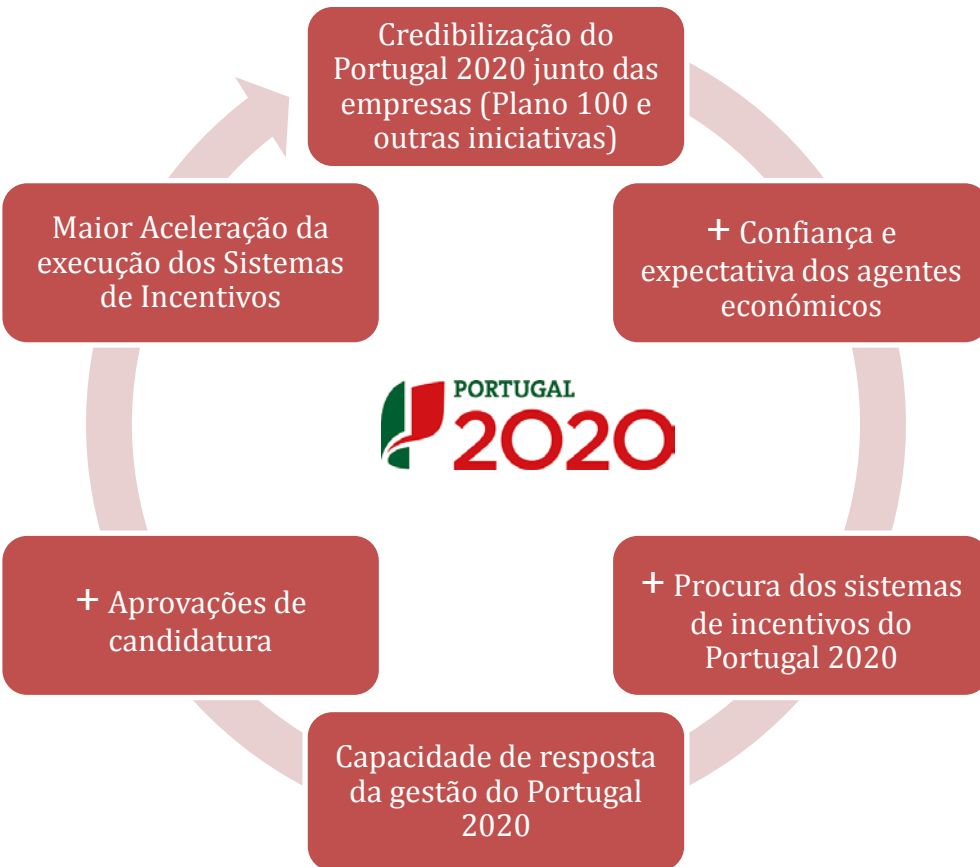 Credibilização do
Portugal 2020 junto das
empresas (Plano 100 e
outras iniciativas)
+ Confiança e
expectativa dos agentes
económicos
+ Procura dos sistemas
de incentivos do
Portugal 2020
Capacidade de resposta
da gestão do Portugal
2020
+ Aprovações de
candidatura
Maior Aceleração da
execução dos Sistemas
de Incentivos
PORTUGAL
2020